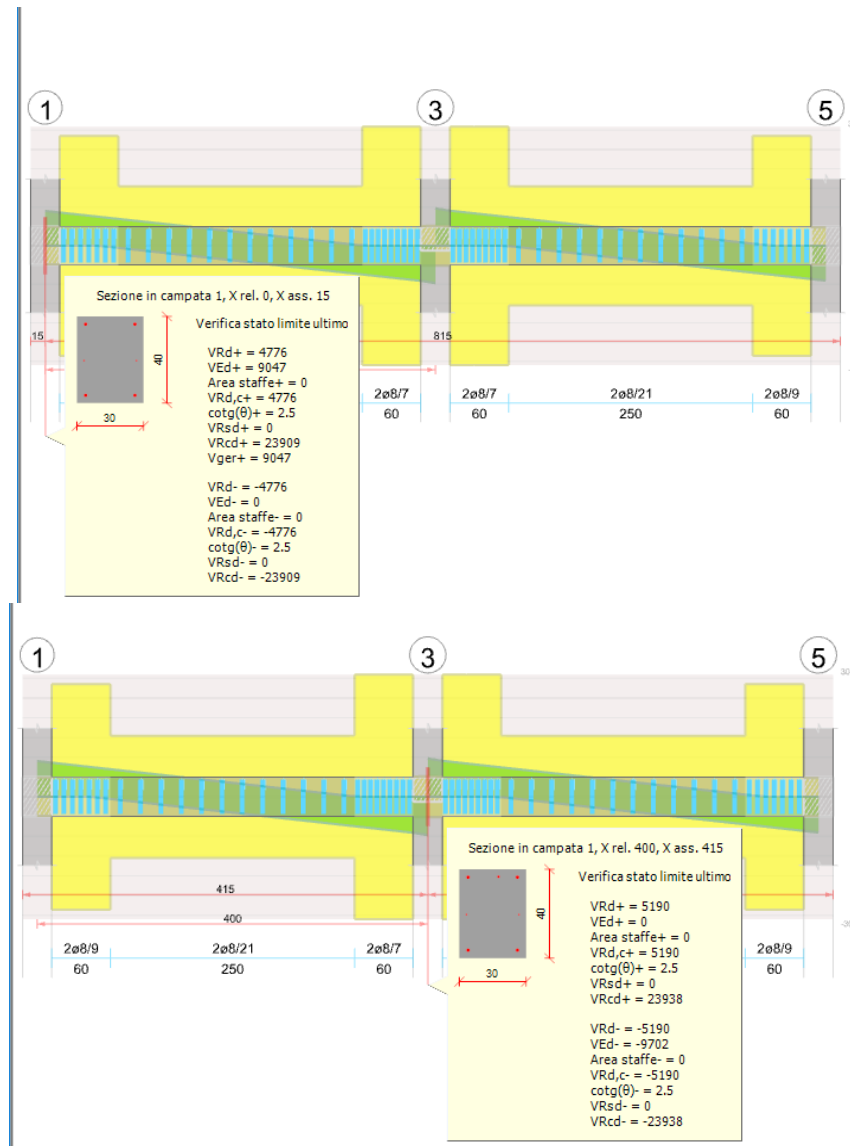 1
3
5
3
Sezione in campata 1, X rel. 0, X ass. 15
Verifica stato limite ultimo
15
815
40
30
VRd+ = 4776
VEd+ = 9047
Area staffe+ = 0
VRd,c+ = 4776
cotg(θ)+ = 2.5
VRsd+ = 0
VRcd+ = 23909
Vger+ = 9047
VRd- = -4776
VEd- = 0
Area staffe- = 0
VRd,c- = -4776
cotg(θ)- = 2.5
VRsd- = 0
VRcd- = -23909
2ø8/7
2ø8/7
2ø8/21
2ø8/9
60
60
250
60
1
3
5
30
Sezione in campata 1, X rel. 400, X ass. 415
Verifica stato limite ultimo
415
400
40
30
VRd+ = 5190
VEd+ = 0
Area staffe+ = 0
VRd,c+ = 5190
cotg(θ)+ = 2.5
VRsd+ = 0
VRcd+ = 23938
VRd- = -5190
VEd- = -9702
Area staffe- = 0
VRd,c- = -5190
cotg(θ)- = 2.5
VRsd- = 0
VRcd- = -23938
2ø8/9
2ø8/21
2ø8/7
2ø8/9
60
250
60
60